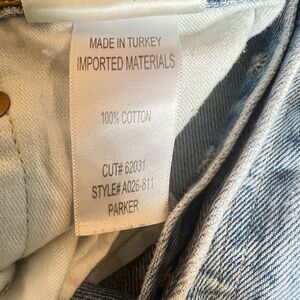 MADE IN TURKEY
IMPORTED MATERIALS
100% COTTON
CUT# 62031
STYLE# A026-811
PARKER